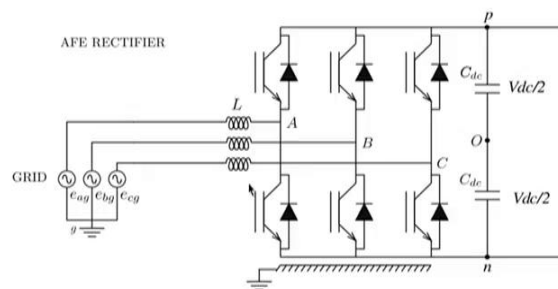 p
AFE RECTIFIER
C_dc
Vdc/2
L
A
B
O
C
C_dc
GRID
e_ag e_bg e_cg
Vdc/2
g
n